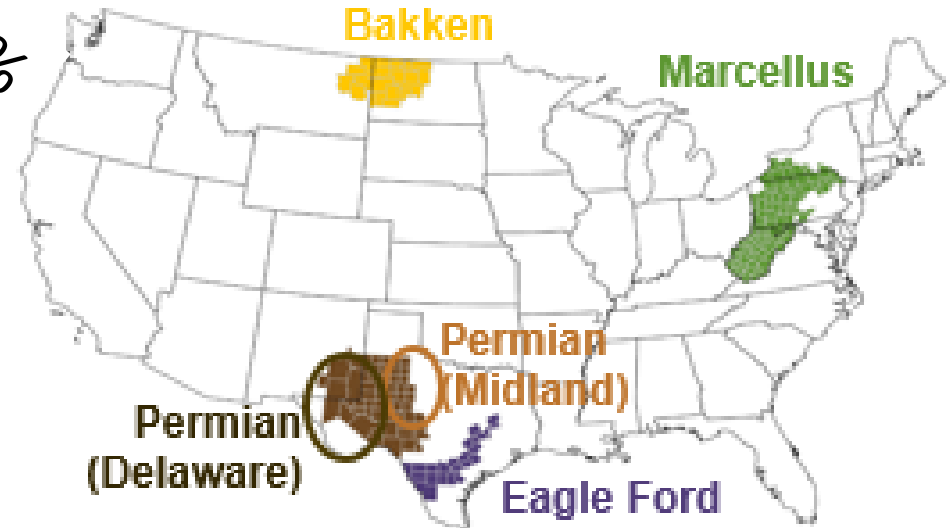 %
Bakken
Marcellus
Permian
(Midland)
Permian
(Delaware)
Eagle Ford